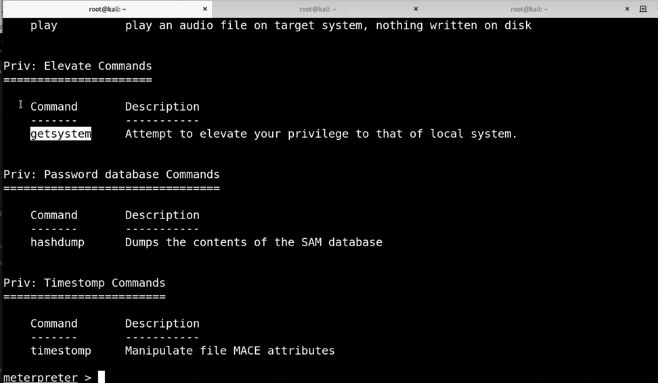 root@kali: ~ × root@kali: ~ × root@kali: ~ ×
play play an audio file on target system, nothing written on disk
Priv: Elevate Commands
======================
Command Description
------- -----------
getsystem Attempt to elevate your privilege to that of local system.
Priv: Password database Commands
================================
Command Description
------- -----------
hashdump Dumps the contents of the SAM database
Priv: Timestomp Commands
========================
Command Description
------- -----------
timestomp Manipulate file MACE attributes
meterpreter >